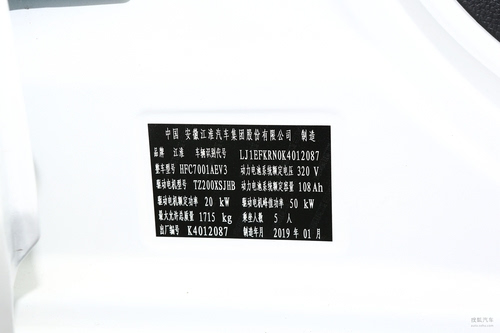 中国 安徽江淮汽车集团股份有限公司 制造
品牌 江淮 车辆识别代号 LJ1EFKRN0K4012087
整车型号 HFC7001AEV3 动力电池系统额定电压 320 V
驱动电机型号 TZ200XSJHB 动力电池系统额定容量 108 Ah
驱动电机额定功率 20 kW 驱动电机峰值功率 50 kW
最大允许总质量 1715 kg 乘坐人数 5 人
出厂编号 K4012087 制造年月 2019 年 01 月
搜狐汽车